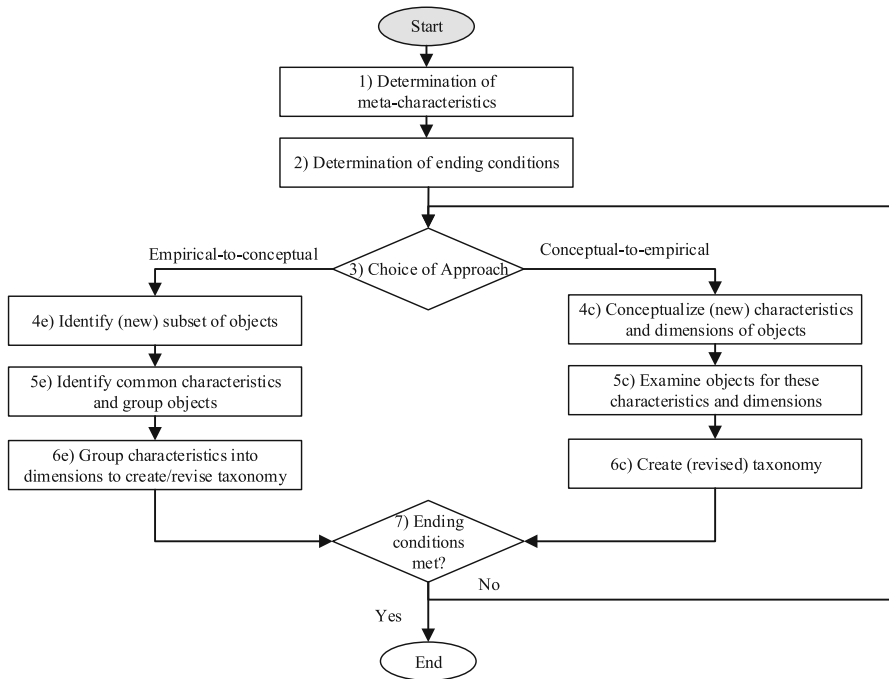 Start
1) Determination of
meta-characteristics
2) Determination of ending conditions
Empirical-to-conceptual
Conceptual-to-empirical
3) Choice of Approach
4e) Identify (new) subset of objects
4c) Conceptualize (new) characteristics
and dimensions of objects
5e) Identify common characteristics
and group objects
5c) Examine objects for these
characteristics and dimensions
6e) Group characteristics into
dimensions to create/revise taxonomy
6c) Create (revised) taxonomy
7) Ending
conditions
met?
No
Yes
End